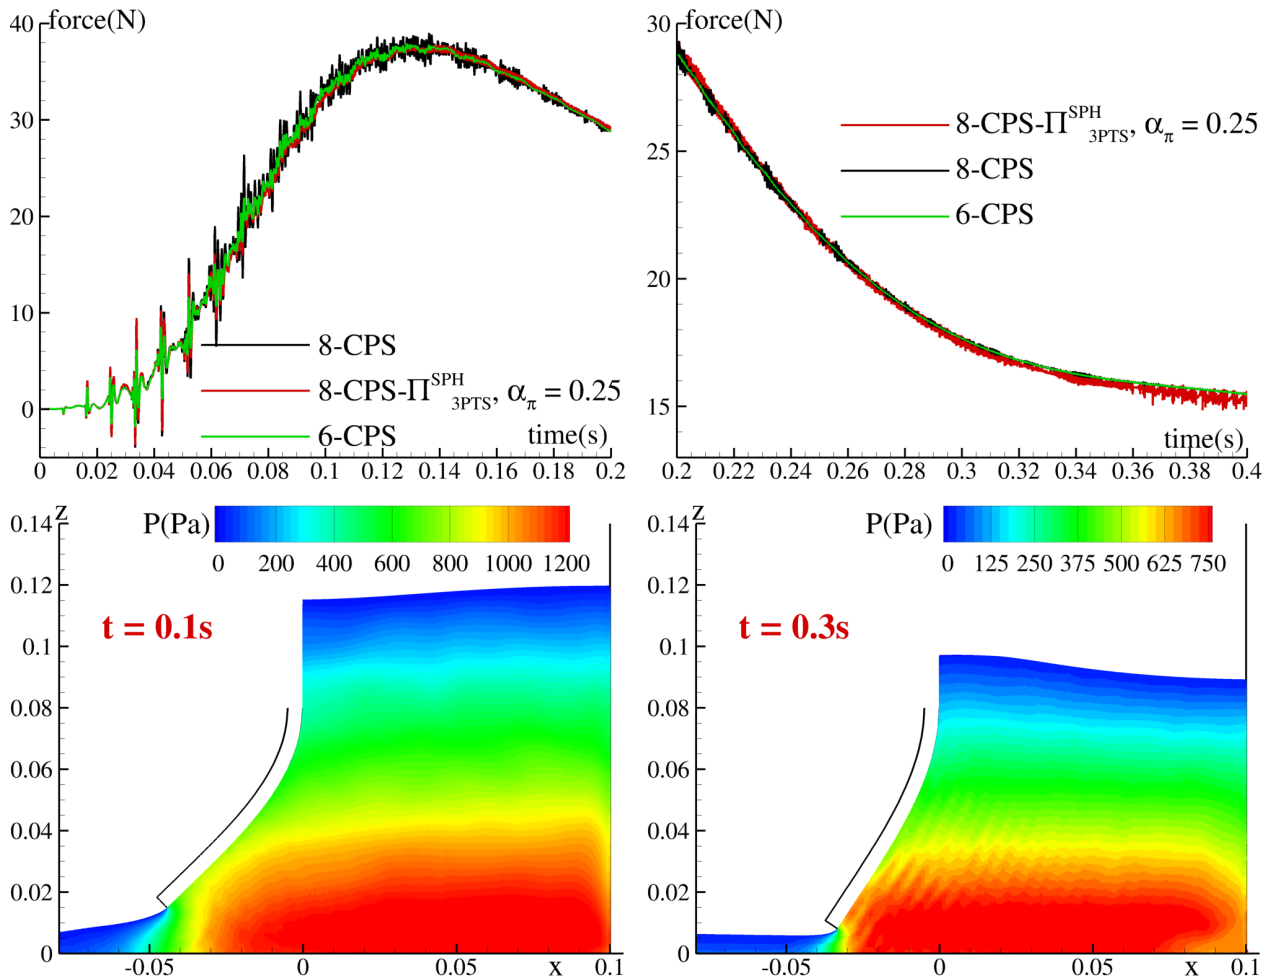 force(N)
40
30
20
10
0
8-CPS
8-CPS-Π^SPH_3PTS, α_π = 0.25
6-CPS
time(s)
0 0.02 0.04 0.06 0.08 0.1 0.12 0.14 0.16 0.18 0.2
force(N)
30
25
20
15
8-CPS-Π^SPH_3PTS, α_π = 0.25
8-CPS
6-CPS
time(s)
0.2 0.22 0.24 0.26 0.28 0.3 0.32 0.34 0.36 0.38 0.4
z
P(Pa)
0 200 400 600 800 1000 1200
0.14
0.12
0.1
0.08
0.06
0.04
0.02
0
t = 0.1s
-0.05 0 0.05 x 0.1
z
P(Pa)
0 125 250 375 500 625 750
0.14
0.12
0.1
0.08
0.06
0.04
0.02
0
t = 0.3s
-0.05 0 0.05 x 0.1